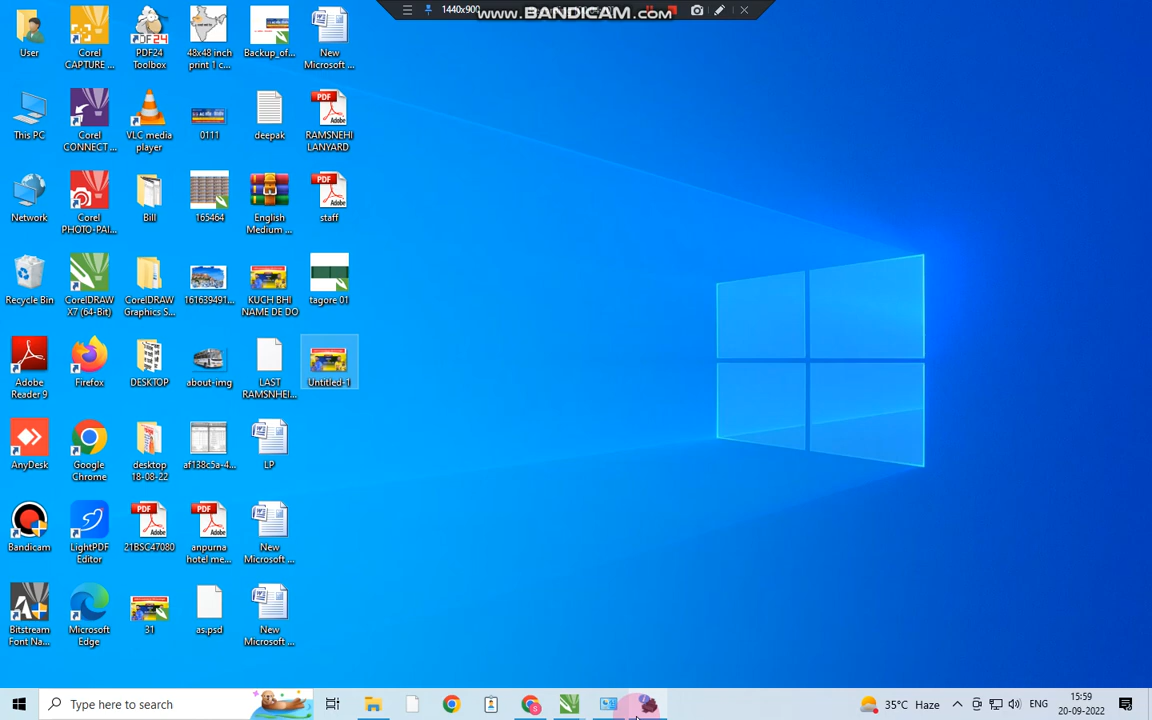 1440x900
www.BANDICAM.com
User
Corel
CAPTURE ...
PDF24
Toolbox
48x48 inch
print 1 c...
Backup_of...
New
Microsoft ...
This PC
Corel
CONNECT ...
VLC media
player
0111
deepak
RAMSNEHI
LANYARD
Network
Corel
PHOTO-PAI...
Bill
165464
English
Medium ...
staff
Recycle Bin
CorelDRAW
X7 (64-Bit)
CorelDRAW
Graphics S...
161639491...
KUCH BHI
NAME DE DO
tagore 01
Adobe
Reader 9
Firefox
DESKTOP
about-img
LAST
RAMSNHEI...
Untitled-1
AnyDesk
Google
Chrome
desktop
18-08-22
af138c5a-4...
LP
Bandicam
LightPDF
Editor
21BSC47080
anpurna
hotel me...
New
Microsoft ...
Bitstream
Font Na...
Microsoft
Edge
31
as.psd
New
Microsoft ...
Type here to search
35°C Haze
ENG
15:59
20-09-2022